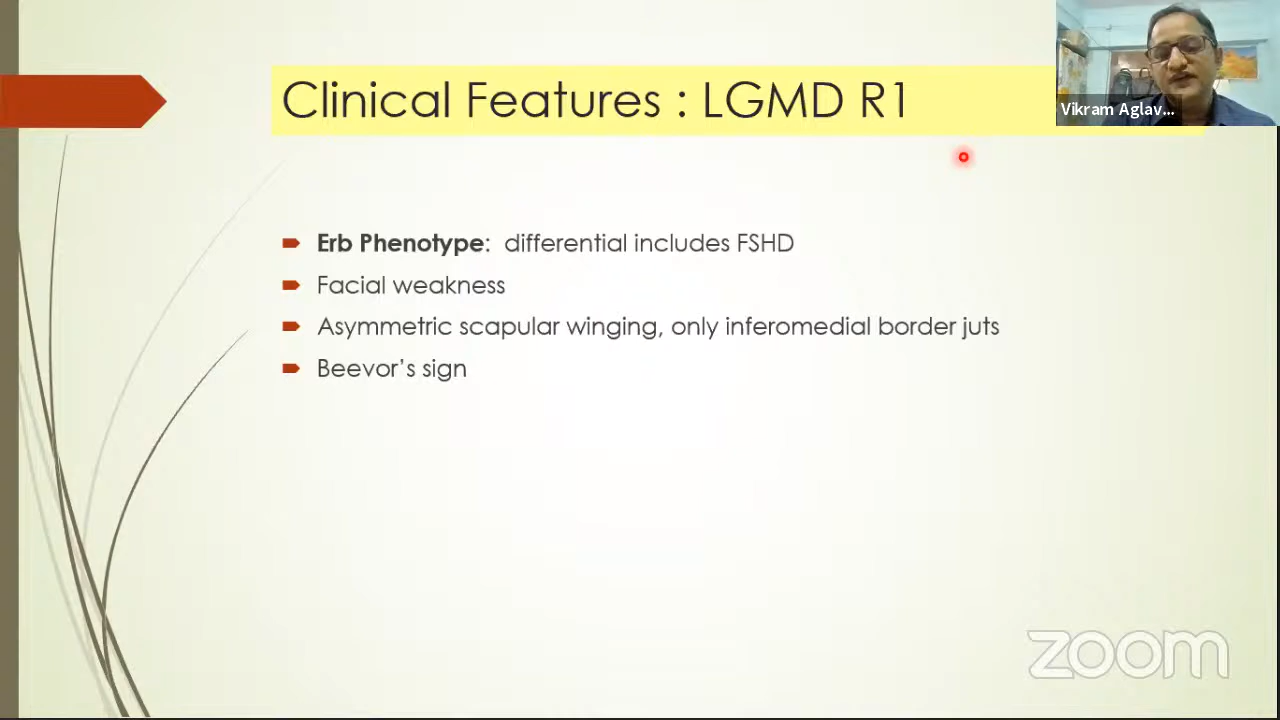 Clinical Features : LGMD R1
Vikram Aglav...
Erb Phenotype: differential includes FSHD
Facial weakness
Asymmetric scapular winging, only inferomedial border juts
Beevor’s sign
zoom